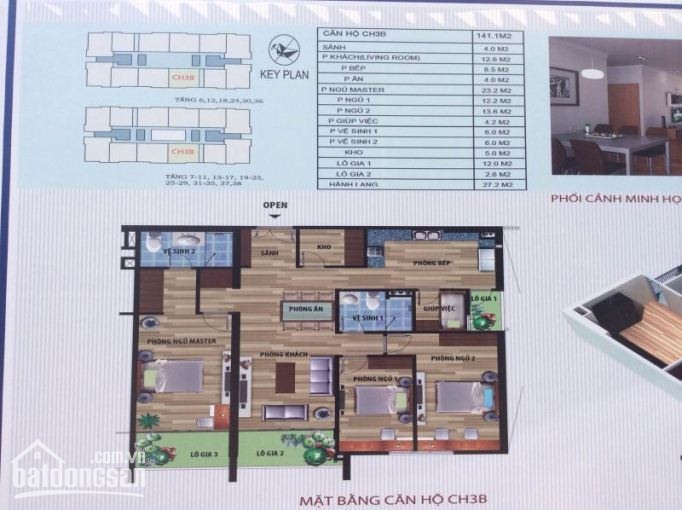 CĂN HỘ CH3B 141.1M2
SẢNH 4.0 M2
P KHÁCH(LIVING ROOM) 12.6 M2
P BẾP 6.5 M2
P ĂN 4.0 M2
P NGỦ MASTER 23.2 M2
P NGỦ 1 12.2 M2
P NGỦ 2 13.6 M2
P GIÚP VIỆC 4.2 M2
P VỆ SINH 1 6.0 M2
P VỆ SINH 2 6.0 M2
KHO 5.0 M2
LÔ GIA 1 12.0 M2
LÔ GIA 2 2.6 M2
HÀNH LANG 27.2 M2
CH3B
KEY PLAN
TẦNG 6,12,18,24,30,36
CH3B
TẦNG 7-11, 13-17, 19-23,
25-29, 31-35, 37,38
PHỐI CẢNH MINH HỌ
OPEN
VỆ SINH 2
SẢNH
KHO
PHÒNG BẾP
PHÒNG ĂN
VỆ SINH 1
GIÚP VIỆC
LÔ GIA 1
PHÒNG NGỦ MASTER
PHÒNG KHÁCH
PHÒNG NGỦ 1
PHÒNG NGỦ 2
LÔ GIA 3
LÔ GIA 2
MẶT BẰNG CĂN HỘ CH3B
batdongsan
.com.vn